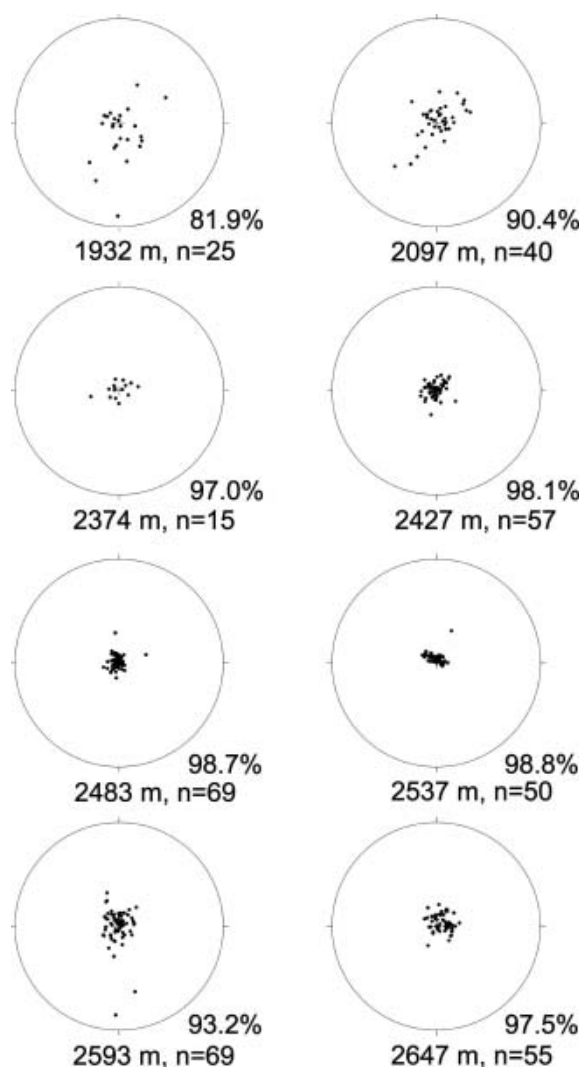 81.9%
1932 m, n=25
90.4%
2097 m, n=40
97.0%
2374 m, n=15
98.1%
2427 m, n=57
98.7%
2483 m, n=69
98.8%
2537 m, n=50
93.2%
2593 m, n=69
97.5%
2647 m, n=55